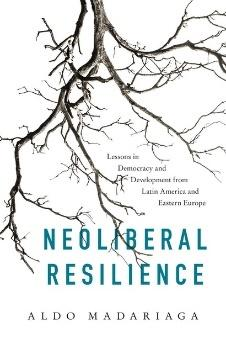 Lessons in
Democracy and
Development from
Latin America and
Eastern Europe
NEOLIBERAL
RESILIENCE
ALDO MADARIAGA